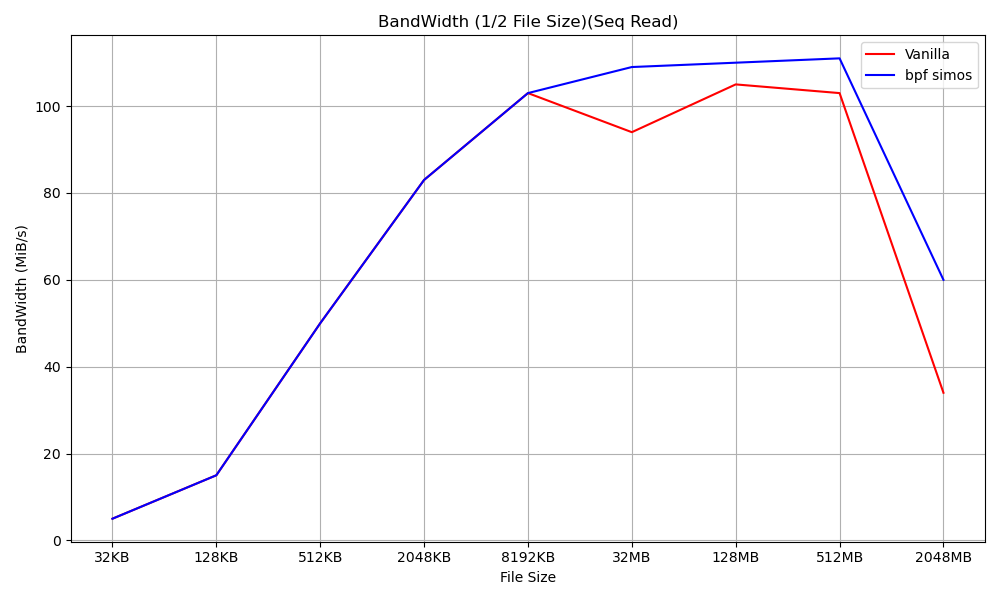 BandWidth (1/2 File Size)(Seq Read)
Vanilla
bpf simos
BandWidth (MiB/s)
100
80
60
40
20
0
32KB 128KB 512KB 2048KB 8192KB 32MB 128MB 512MB 2048MB
File Size